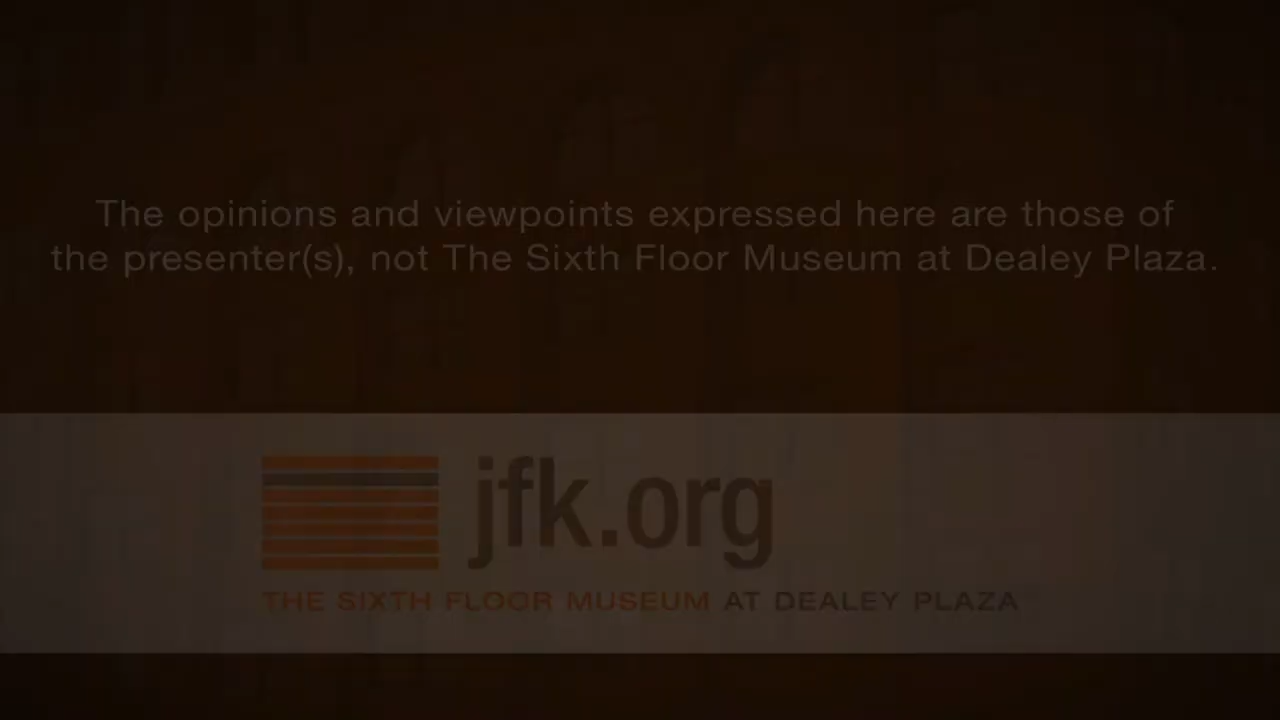 The opinions and viewpoints expressed here are those of
the presenter(s), not The Sixth Floor Museum at Dealey Plaza.
jfk.org
THE SIXTH FLOOR MUSEUM AT DEALEY PLAZA